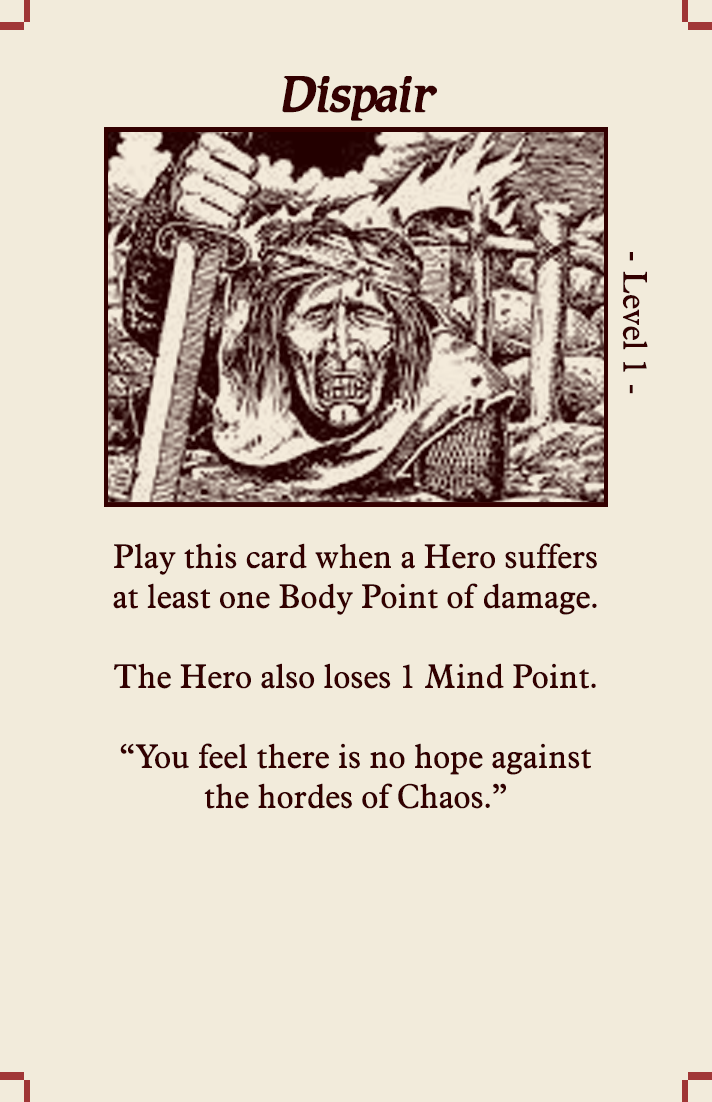 Dispair
- Level 1 -
Play this card when a Hero suffers
at least one Body Point of damage.
The Hero also loses 1 Mind Point.
“You feel there is no hope against
the hordes of Chaos.”